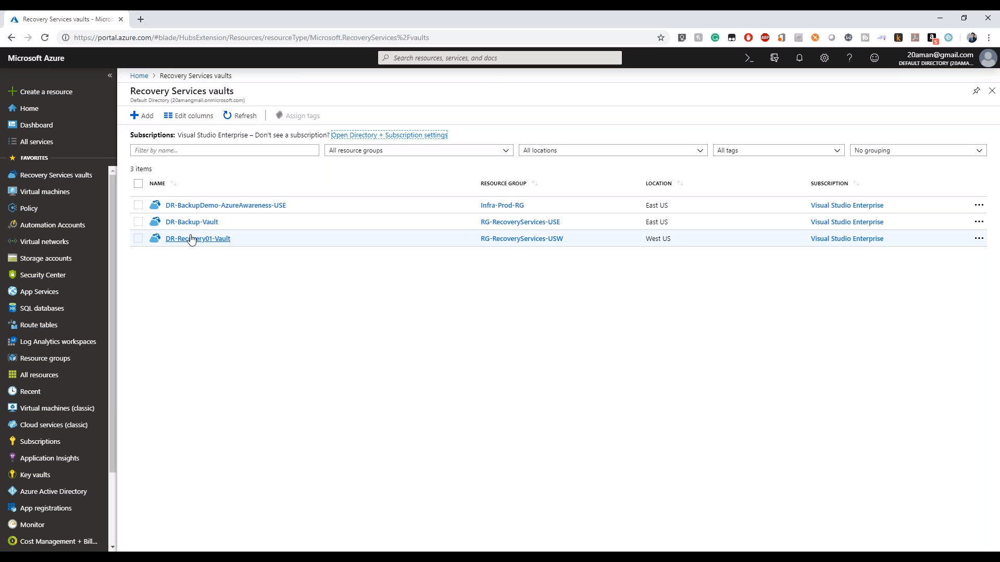 Recovery Services vaults - Micros
https://portal.azure.com/#blade/HubsExtension/Resources/resourceType/Microsoft.RecoveryServices%2Fvaults
ABP
5
Microsoft Azure
Search resources, services, and docs
20aman@gmail.com
DEFAULT DIRECTORY (20AMA...
Home > Recovery Services vaults
Recovery Services vaults
Default Directory (20amangmail.onmicrosoft.com)
Add
Edit columns
Refresh
Assign tags
Subscriptions: Visual Studio Enterprise – Don't see a subscription? Open Directory + Subscription settings
Filter by name...
All resource groups
All locations
All tags
No grouping
3 items
NAME
RESOURCE GROUP
LOCATION
SUBSCRIPTION
DR-BackupDemo-AzureAwareness-USE
Infra-Prod-RG
East US
Visual Studio Enterprise
DR-Backup-Vault
RG-RecoveryServices-USE
East US
Visual Studio Enterprise
DR-Recovery01-Vault
RG-RecoveryServices-USW
West US
Visual Studio Enterprise
Create a resource
Home
Dashboard
All services
FAVORITES
Recovery Services vaults
Virtual machines
Policy
Automation Accounts
Virtual networks
Storage accounts
Security Center
App Services
SQL databases
Route tables
Log Analytics workspaces
Resource groups
All resources
Recent
Virtual machines (classic)
Cloud services (classic)
Subscriptions
Application Insights
Key vaults
Azure Active Directory
App registrations
Monitor
Cost Management + Bill...